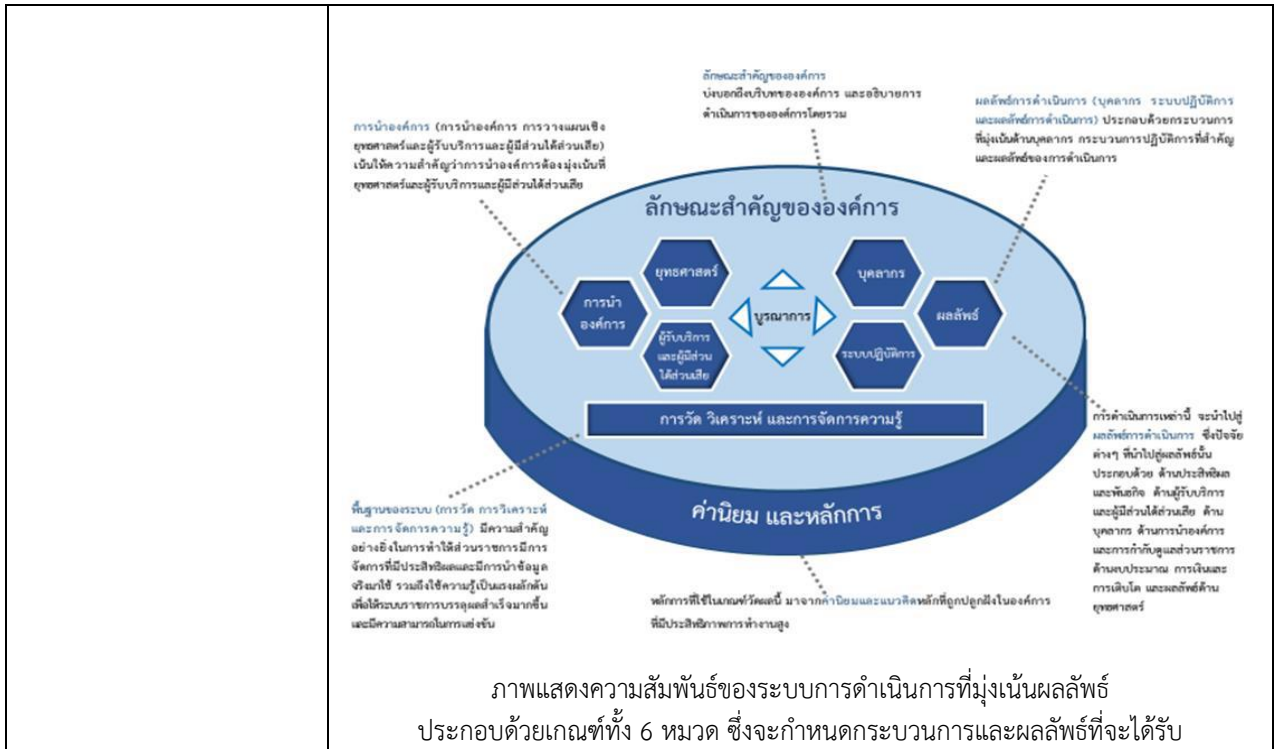 ลักษณะสำคัญขององค์การ
บ่งบอกถึงบริบทขององค์การ และอธิบายการ
ดำเนินการขององค์การโดยรวม
การนำองค์การ (การนำองค์การ การวางแผนเชิง
ยุทธศาสตร์และผู้รับบริการและผู้มีส่วนได้ส่วนเสีย)
เน้นให้ความสำคัญว่าการนำองค์การต้องมุ่งเน้นที่
ยุทธศาสตร์และผู้รับบริการและผู้มีส่วนได้ส่วนเสีย
ผลลัพธ์การดำเนินการ (บุคลากร ระบบปฏิบัติการ
และผลลัพธ์การดำเนินการ) ประกอบด้วยกระบวนการ
ที่มุ่งเน้นด้านบุคลากร กระบวนการปฏิบัติการที่สำคัญ
และผลลัพธ์ของการดำเนินการ
ลักษณะสำคัญขององค์การ
การนำ
องค์การ
ยุทธศาสตร์
ผู้รับบริการ
และผู้มีส่วน
ได้ส่วนเสีย
บูรณาการ
บุคลากร
ระบบปฏิบัติการ
ผลลัพธ์
การวัด วิเคราะห์ และการจัดการความรู้
ค่านิยม และหลักการ
การดำเนินการเหล่านี้ จะนำไปสู่
ผลลัพธ์การดำเนินการ ซึ่งปัจจัย
ต่างๆ ที่นำไปสู่ผลลัพธ์นั้น
ประกอบด้วย ด้านประสิทธิผล
และพันธกิจ ด้านผู้รับบริการ
และผู้มีส่วนได้ส่วนเสีย ด้าน
บุคลากร ด้านการนำองค์การ
และการกำกับดูแลส่วนราชการ
ด้านงบประมาณ การเงินและ
การเติบโต และผลลัพธ์ด้าน
ยุทธศาสตร์
พื้นฐานของระบบ (การวัด การวิเคราะห์
และการจัดการความรู้) มีความสำคัญ
อย่างยิ่งในการทำให้ส่วนราชการมีการ
จัดการที่มีประสิทธิผลและมีการนำข้อมูล
จริงมาใช้ รวมถึงใช้ความรู้เป็นแรงผลักดัน
เพื่อให้ระบบราชการบรรลุผลสำเร็จมากขึ้น
และมีความสามารถในการแข่งขัน
หลักการที่ใช้ในเกณฑ์วัดผลนี้ มาจากค่านิยมและแนวคิดหลักที่ถูกปลูกฝังในองค์การ
ที่มีประสิทธิภาพการทำงานสูง
ภาพแสดงความสัมพันธ์ของระบบการดำเนินการที่มุ่งเน้นผลลัพธ์
ประกอบด้วยเกณฑ์ทั้ง 6 หมวด ซึ่งจะกำหนดกระบวนการและผลลัพธ์ที่จะได้รับ